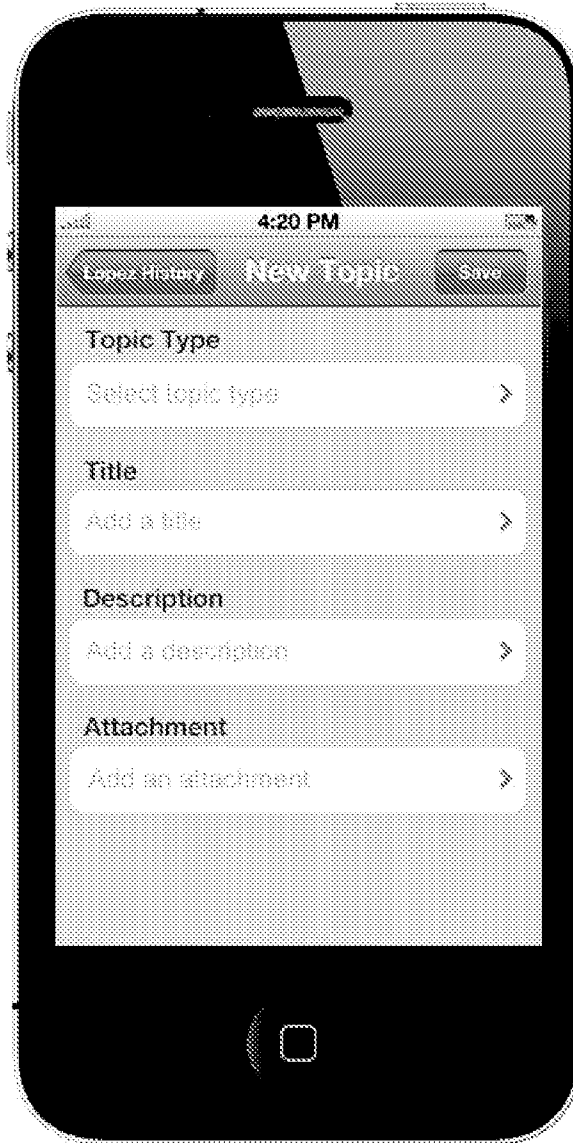 4:20 PM
Lopez History New Topic Save
Topic Type
Select topic type
Title
Add a title
Description
Add a description
Attachment
Add an attachment